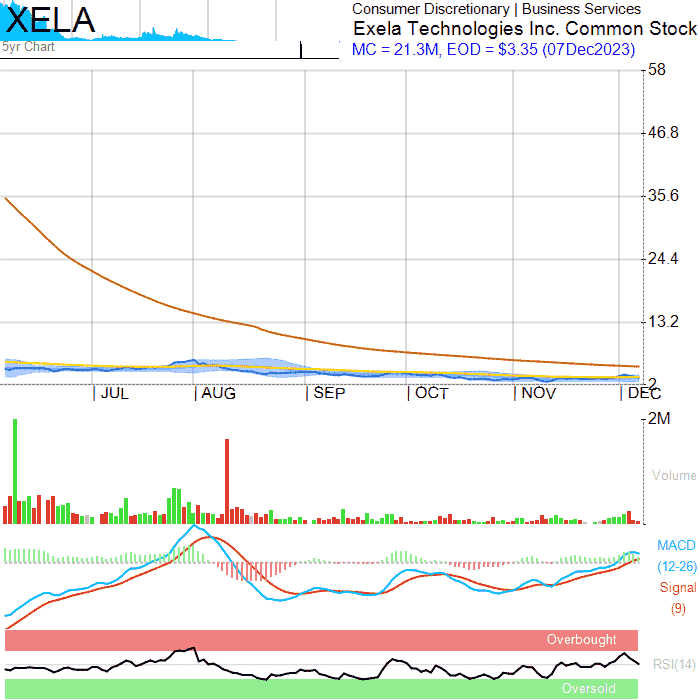 XELA
5yr Chart
Consumer Discretionary | Business Services
Exela Technologies Inc. Common Stock
MC = 21.3M, EOD = $3.35 (07Dec2023)
58
46.8
35.6
24.4
13.2
2
JUL
AUG
SEP
OCT
NOV
DEC
2M
Volume
MACD
(12-26)
Signal
(9)
Overbought
RSI(14)
Oversold